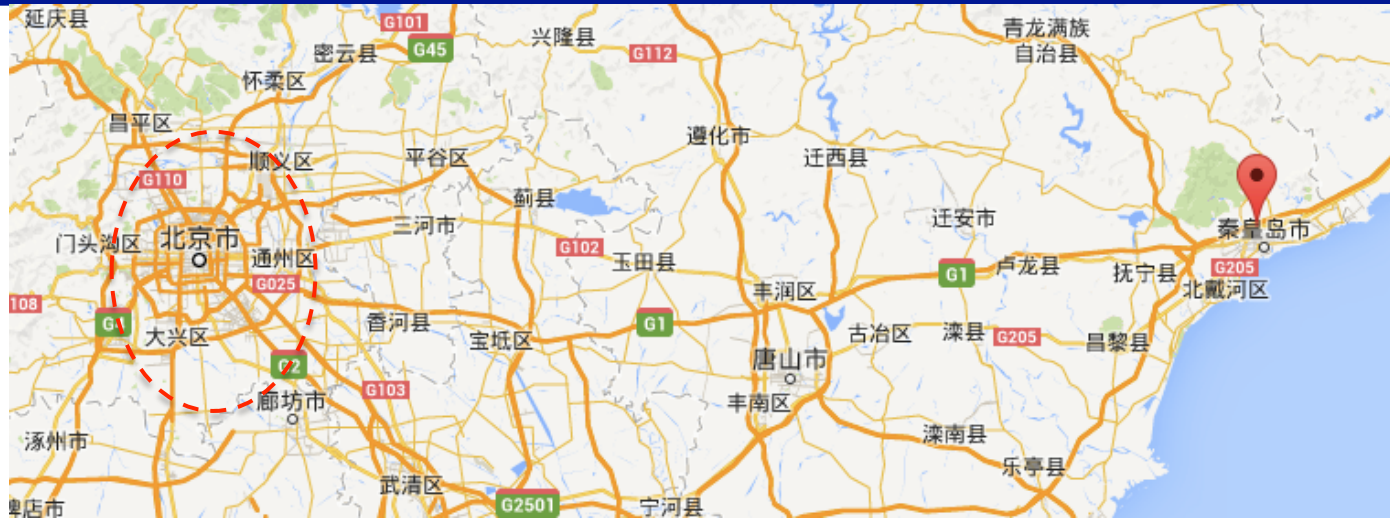 延庆县
G101
密云县
G45
兴隆县
G112
青龙满族
自治县
怀柔区
昌平区
顺义区
平谷区
遵化市
迁西县
G110
蓟县
三河市
迁安市
门头沟区
北京市
通州区
G102
玉田县
秦皇岛市
G205
G025
G1
卢龙县
抚宁县
北戴河区
108
丰润区
香河县
G1
大兴区
宝坻区
古冶区
滦县
G205
昌黎县
G2
唐山市
G103
廊坊市
丰南区
涿州市
滦南县
乐亭县
武清区
G2501
宁河县
店市